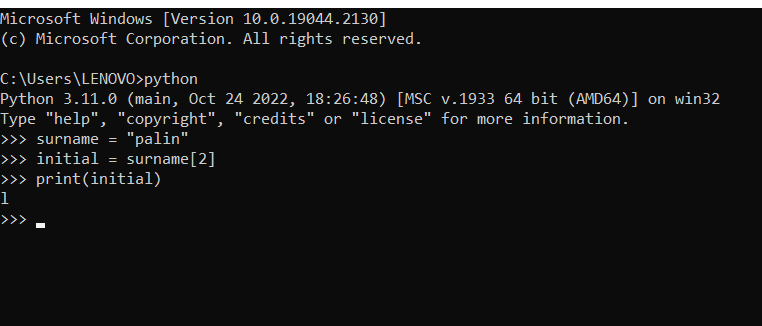 Microsoft Windows [Version 10.0.19044.2130]
(c) Microsoft Corporation. All rights reserved.
C:\Users\LENOVO>python
Python 3.11.0 (main, Oct 24 2022, 18:26:48) [MSC v.1933 64 bit (AMD64)] on win32
Type "help", "copyright", "credits" or "license" for more information.
>>> surname = "palin"
>>> initial = surname[2]
>>> print(initial)
l
>>>